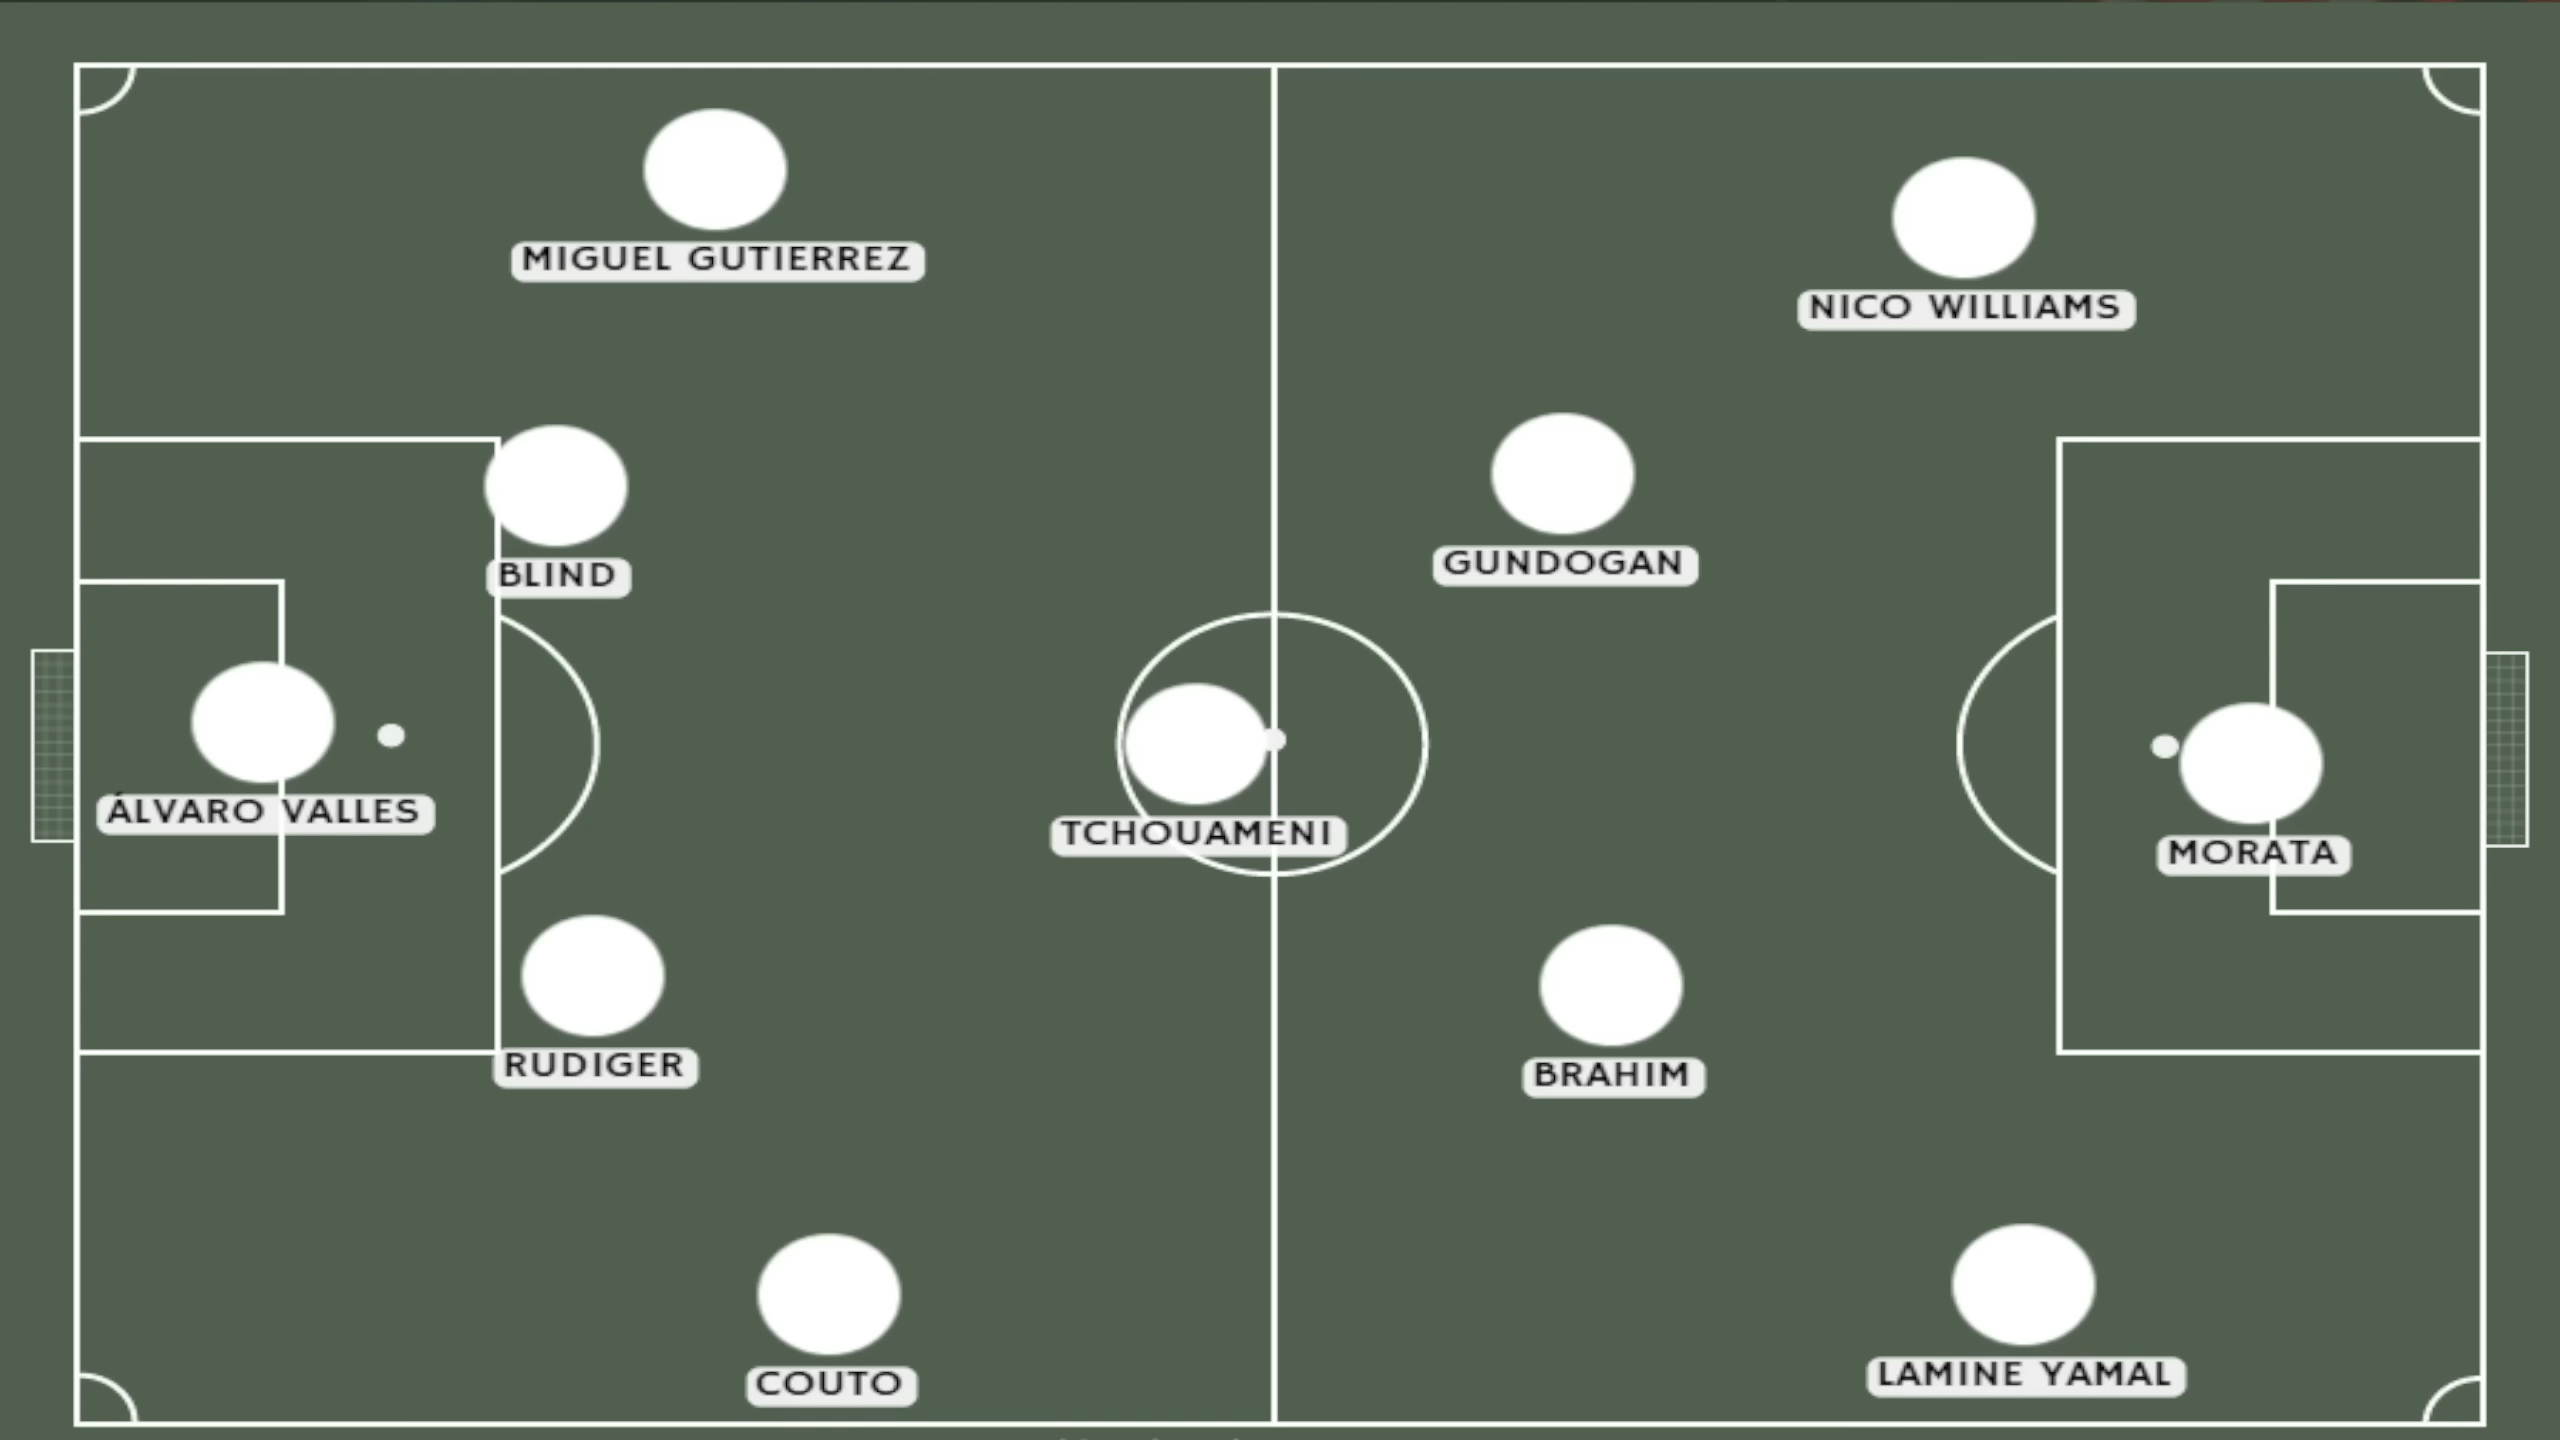 MIGUEL GUTIERREZ
NICO WILLIAMS
BLIND
GUNDOGAN
ÁLVARO VALLES
TCHOUAMENI
MORATA
RUDIGER
BRAHIM
COUTO
LAMINE YAMAL